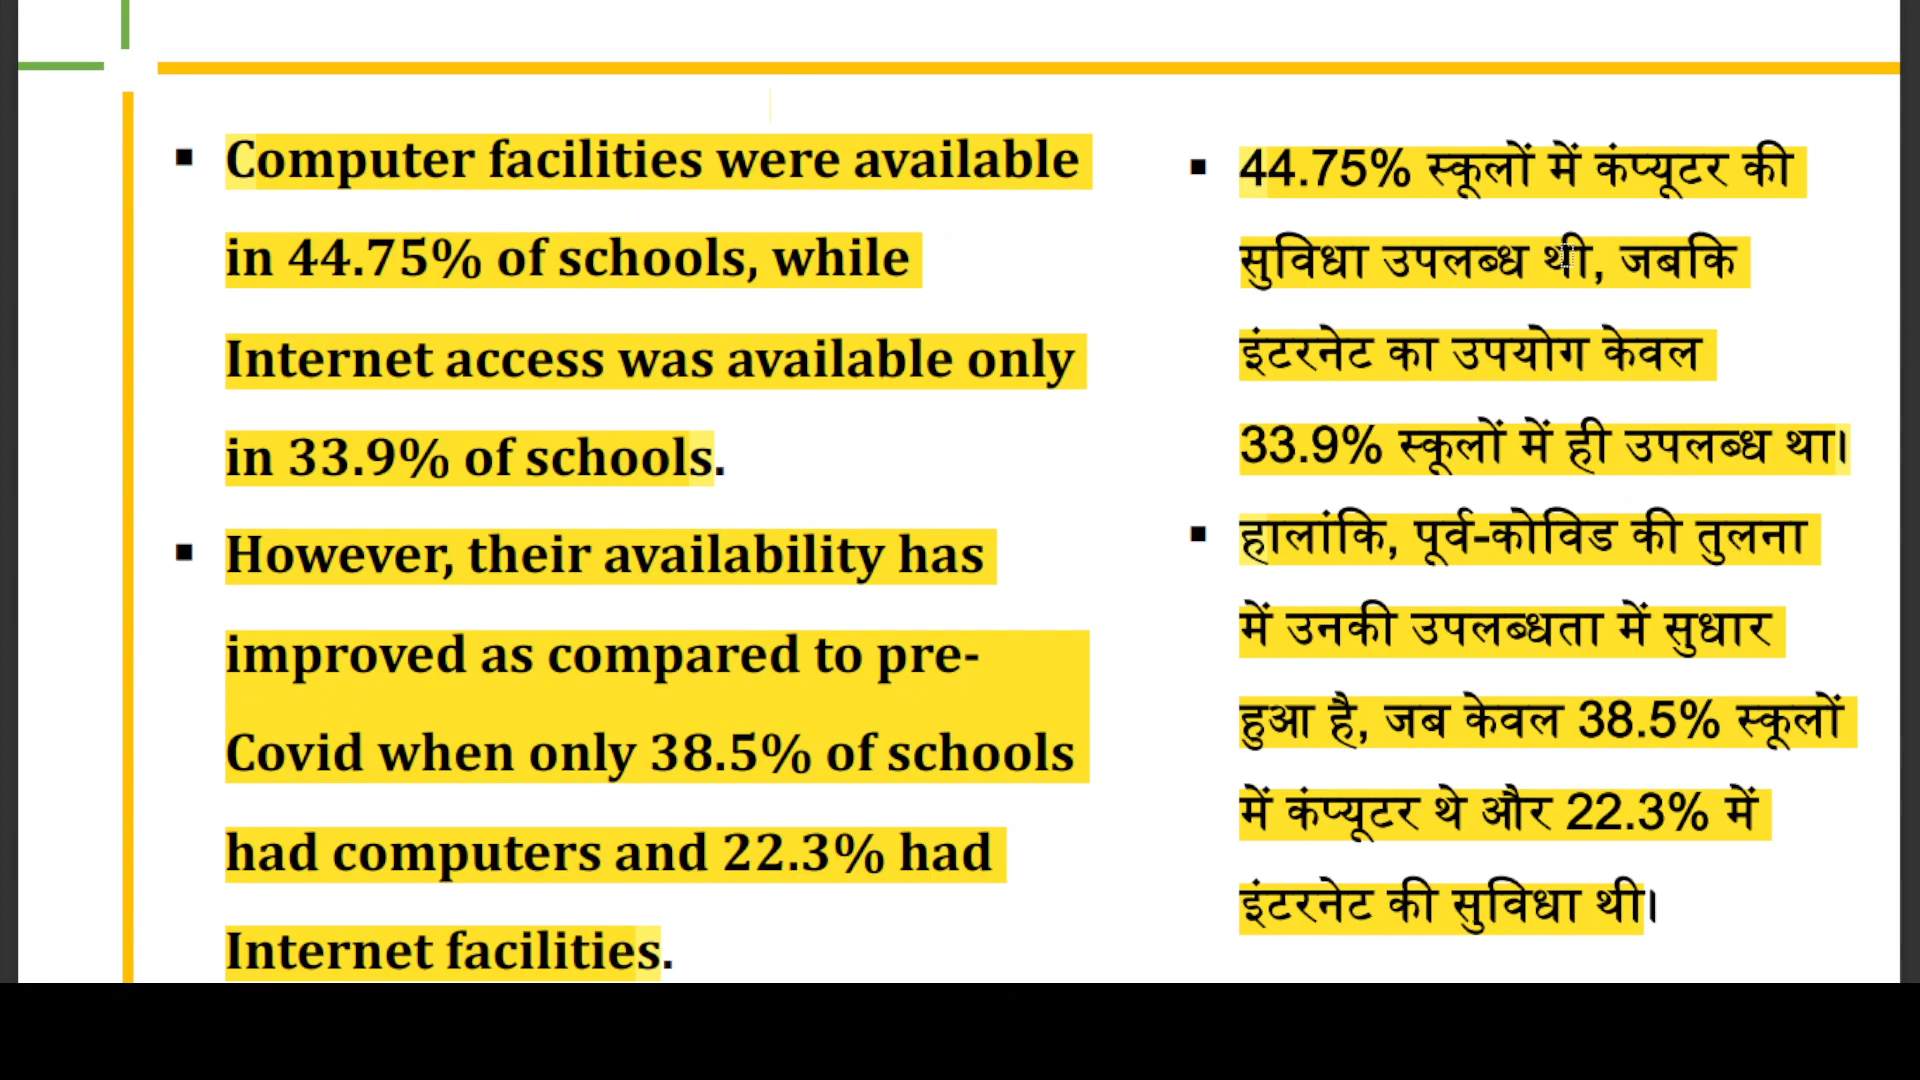 ▪ Computer facilities were available
in 44.75% of schools, while
Internet access was available only
in 33.9% of schools.
▪ However, their availability has
improved as compared to pre-
Covid when only 38.5% of schools
had computers and 22.3% had
Internet facilities.
▪ 44.75% स्कूलों में कंप्यूटर की
सुविधा उपलब्ध थी, जबकि
इंटरनेट का उपयोग केवल
33.9% स्कूलों में ही उपलब्ध था।
▪ हालांकि, पूर्व-कोविड की तुलना
में उनकी उपलब्धता में सुधार
हुआ है, जब केवल 38.5% स्कूलों
में कंप्यूटर थे और 22.3% में
इंटरनेट की सुविधा थी।